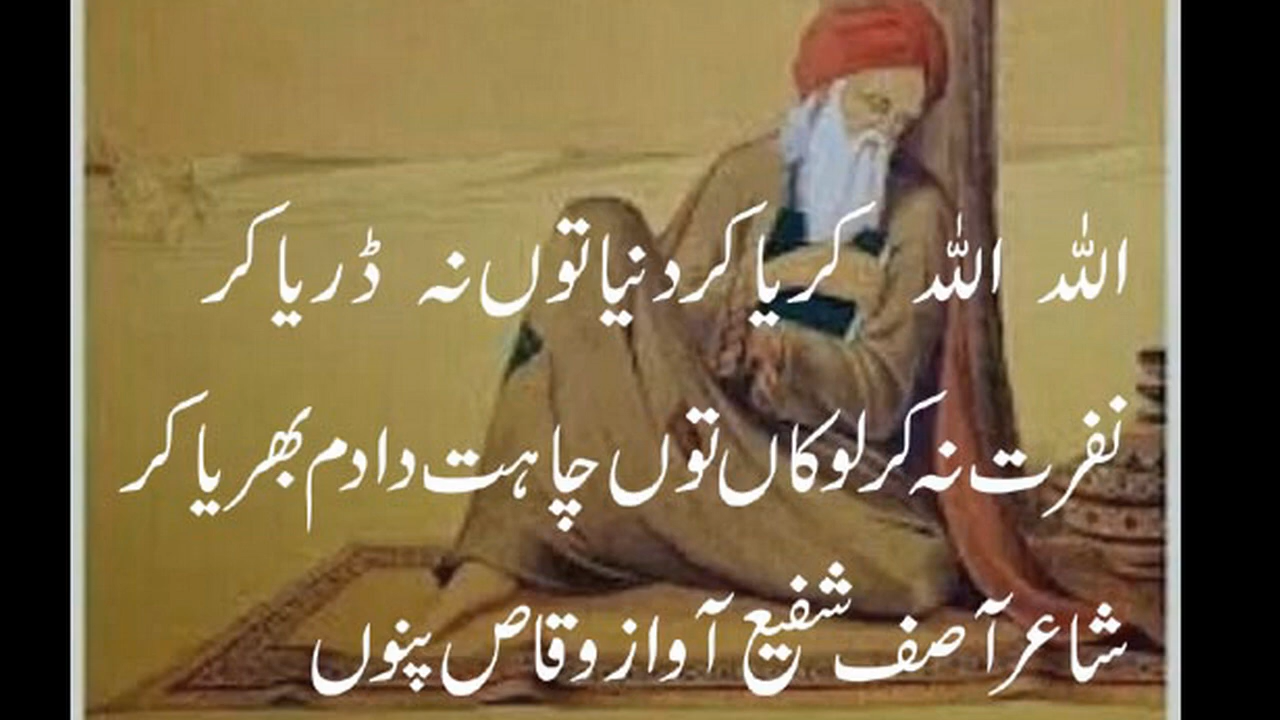 اللہ اللہ کریا کر دنیا توں نہ ڈریا کر
نفرت نہ کر لوکاں توں چاہت دا دم بھریا کر
شاعر آصف شفیع آواز وقاص پنوں